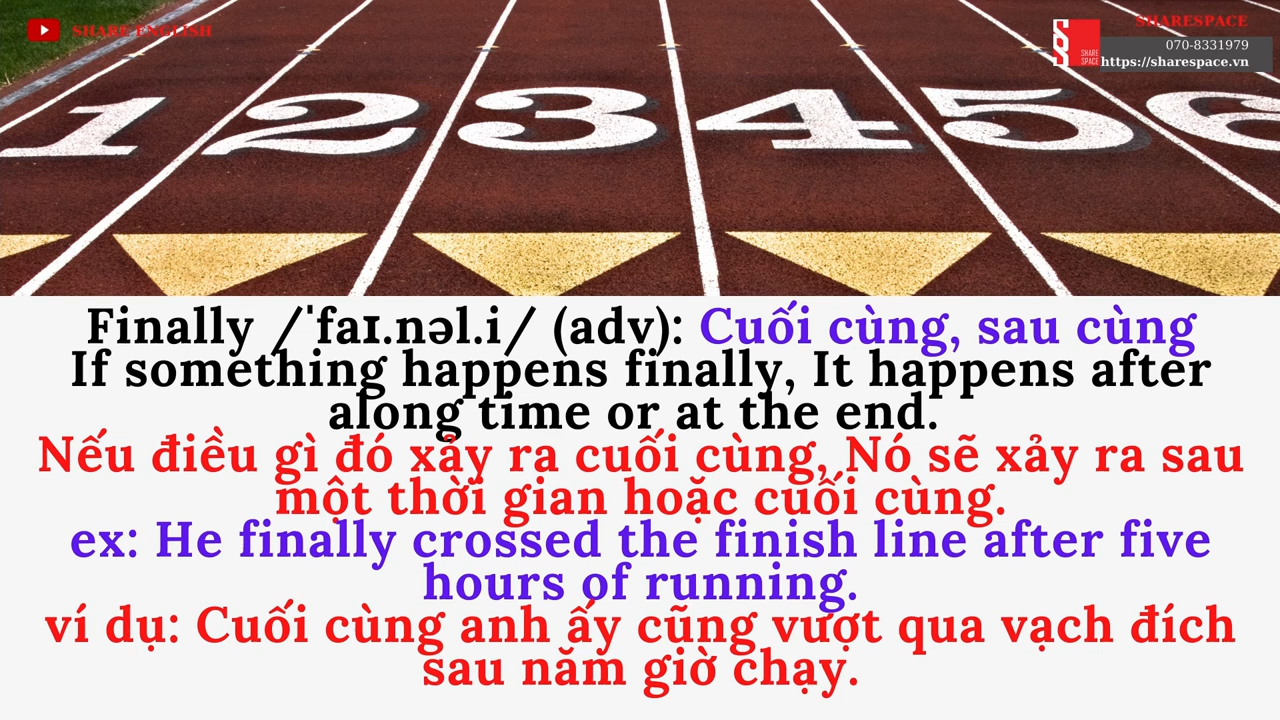 SHARE ENGLISH
SHARESPACE
070-8331979
SHARE
SPACE
https://sharespace.vn
1 2 3 4 5 6
Finally /ˈfaɪ.nəl.i/ (adv): Cuối cùng, sau cùng
If something happens finally, It happens after
along time or at the end.
Nếu điều gì đó xảy ra cuối cùng, Nó sẽ xảy ra sau
một thời gian hoặc cuối cùng.
ex: He finally crossed the finish line after five
hours of running.
ví dụ: Cuối cùng anh ấy cũng vượt qua vạch đích
sau năm giờ chạy.